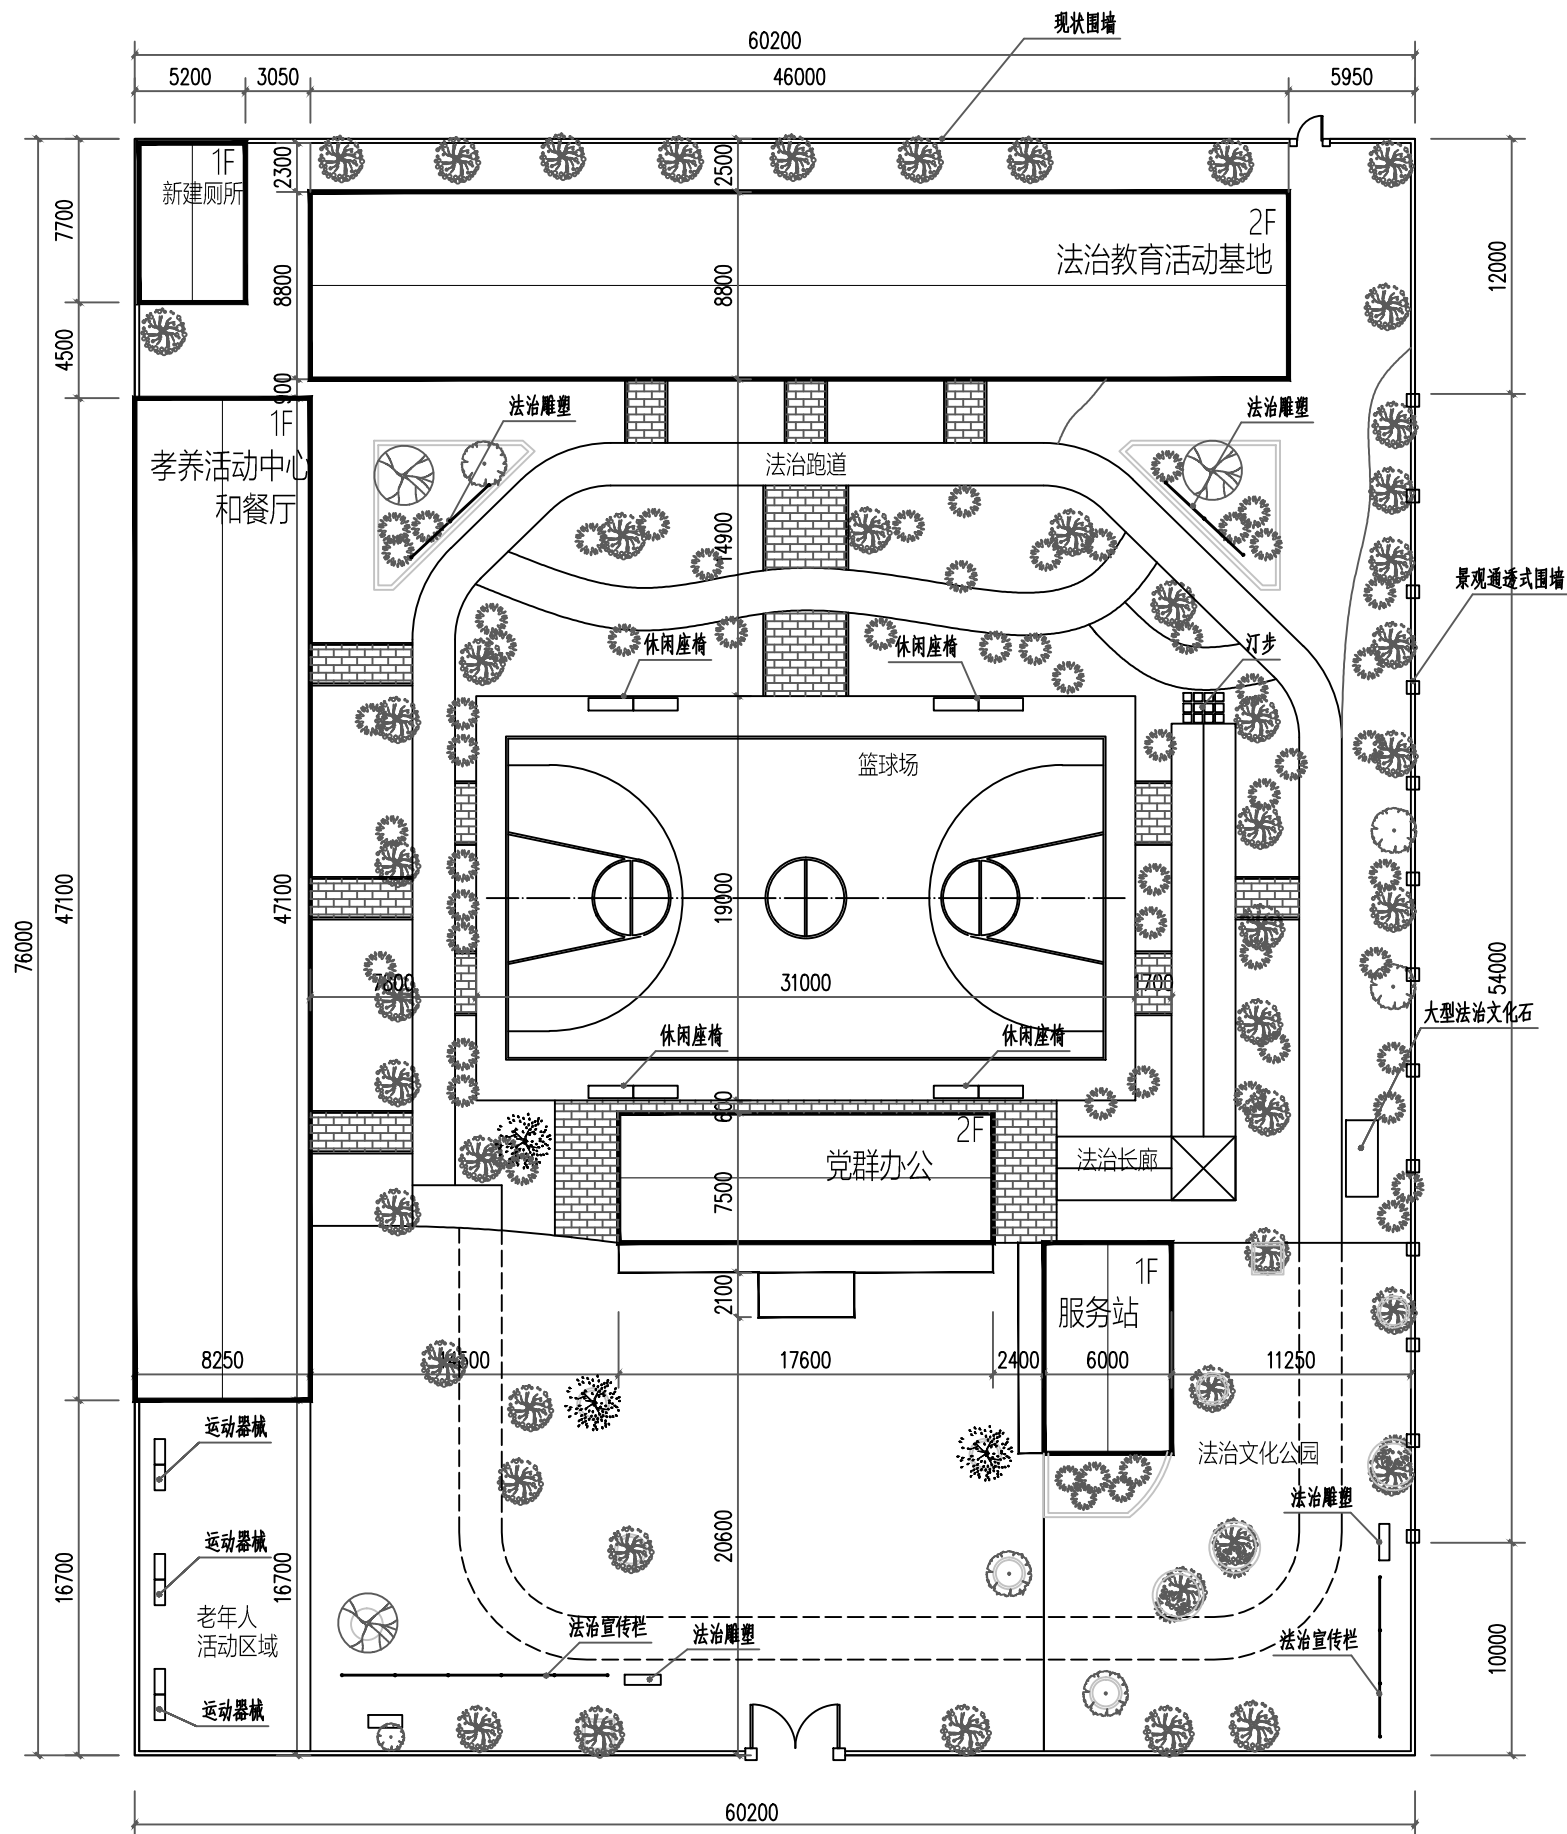 现状围墙
60200
5200
3050
46000
5950
1F
新建厕所
2300
2500
2F
法治教育活动基地
7700
8800
8800
12000
4500
900
法治雕塑
法治雕塑
1F
孝养活动中心
和餐厅
法治跑道
14900
景观通透式围墙
休闲座椅
休闲座椅
汀步
篮球场
76000
47100
47100
19000
7800
31000
1700
54000
大型法治文化石
休闲座椅
休闲座椅
600
2F
党群办公
法治长廊
7500
1F
服务站
2100
8250
14500
17600
2400
6000
11250
运动器械
法治文化公园
法治雕塑
运动器械
20600
16700
16700
老年人
活动区域
法治宣传栏
法治雕塑
法治宣传栏
10000
运动器械
60200